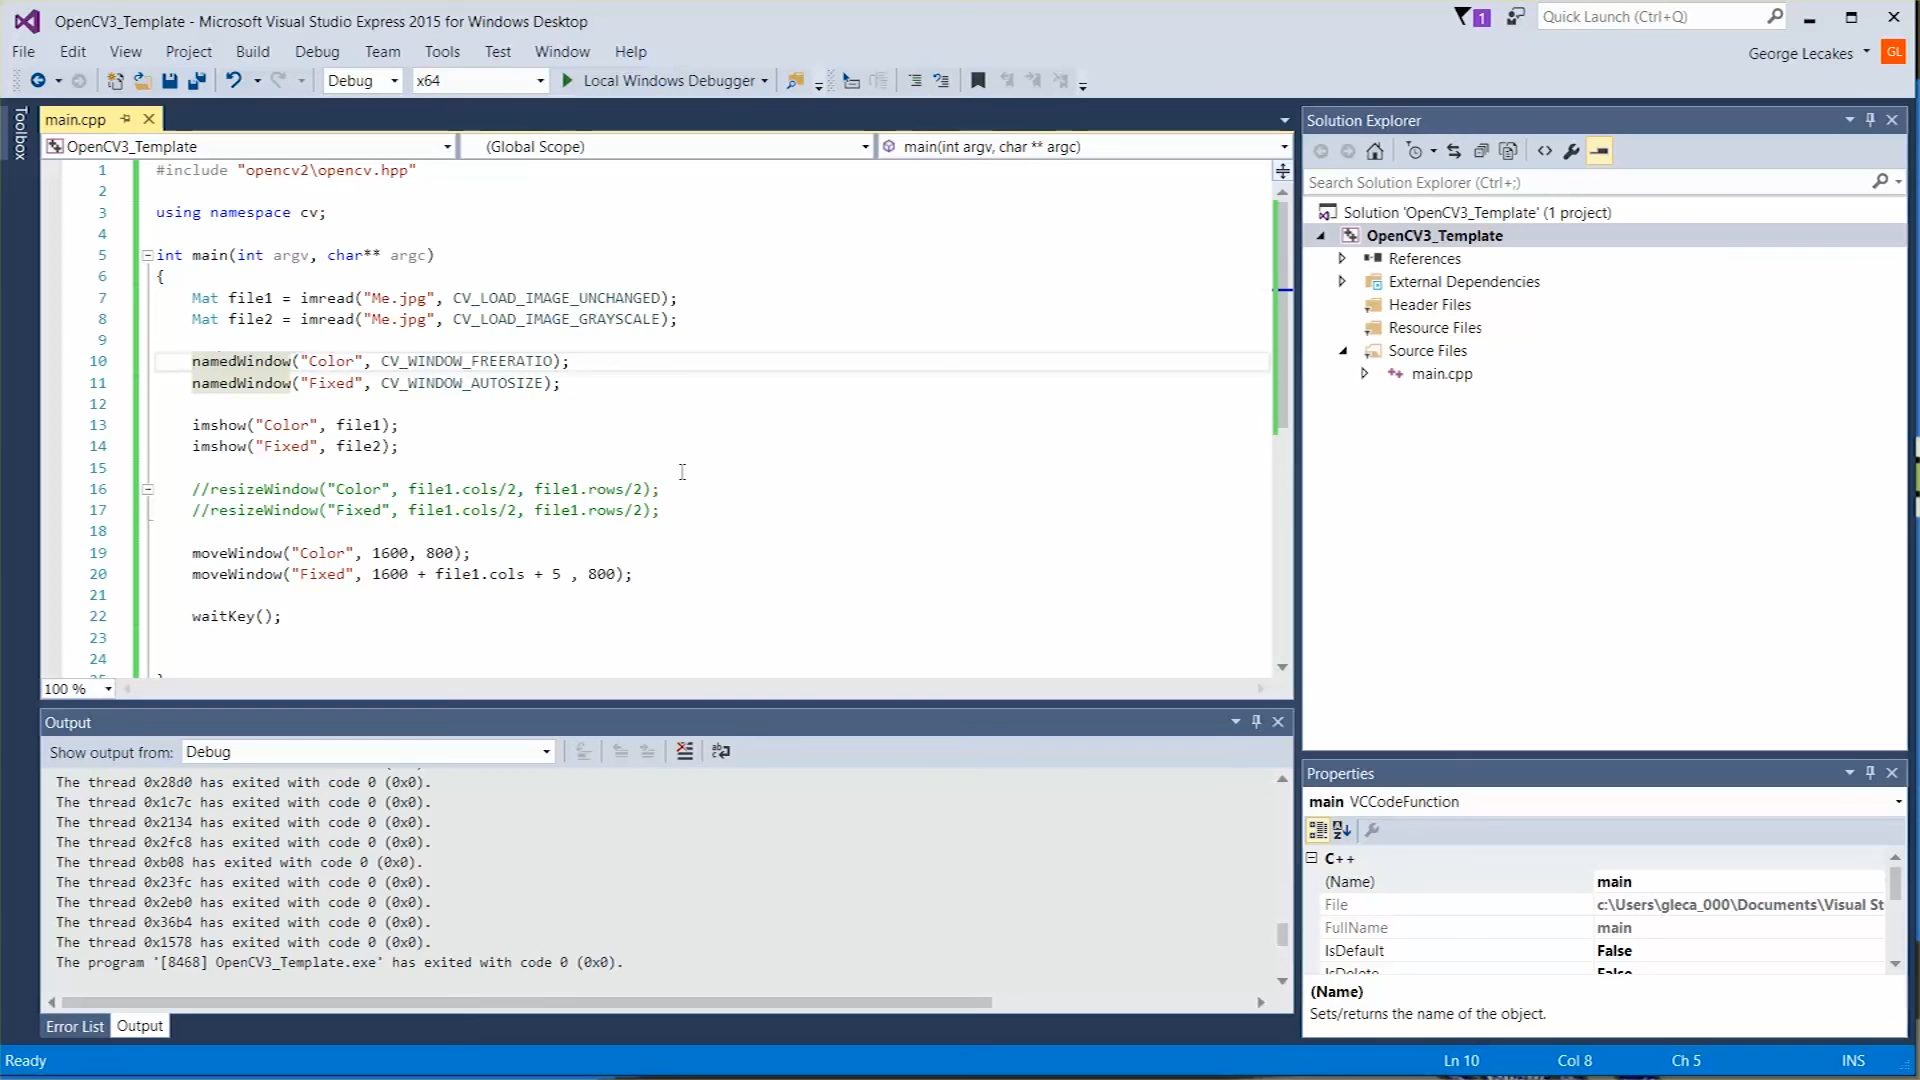 OpenCV3_Template - Microsoft Visual Studio Express 2015 for Windows Desktop
1
Quick Launch (Ctrl+Q)
File Edit View Project Build Debug Team Tools Test Window Help
George Lecakes GL
Debug x64 Local Windows Debugger
Toolbox
main.cpp
OpenCV3_Template (Global Scope) main(int argv, char ** argc)
1 #include "opencv2\opencv.hpp"
2
3 using namespace cv;
4
5 int main(int argv, char** argc)
6 {
7 Mat file1 = imread("Me.jpg", CV_LOAD_IMAGE_UNCHANGED);
8 Mat file2 = imread("Me.jpg", CV_LOAD_IMAGE_GRAYSCALE);
9
10 namedWindow("Color", CV_WINDOW_FREERATIO);
11 namedWindow("Fixed", CV_WINDOW_AUTOSIZE);
12
13 imshow("Color", file1);
14 imshow("Fixed", file2);
15
16 //resizeWindow("Color", file1.cols/2, file1.rows/2);
17 //resizeWindow("Fixed", file1.cols/2, file1.rows/2);
18
19 moveWindow("Color", 1600, 800);
20 moveWindow("Fixed", 1600 + file1.cols + 5 , 800);
21
22 waitKey();
23
24
100 %
Output
Show output from: Debug
The thread 0x28d0 has exited with code 0 (0x0).
The thread 0x1c7c has exited with code 0 (0x0).
The thread 0x2134 has exited with code 0 (0x0).
The thread 0x2fc8 has exited with code 0 (0x0).
The thread 0xb08 has exited with code 0 (0x0).
The thread 0x23fc has exited with code 0 (0x0).
The thread 0x2eb0 has exited with code 0 (0x0).
The thread 0x36b4 has exited with code 0 (0x0).
The thread 0x1578 has exited with code 0 (0x0).
The program '[8468] OpenCV3_Template.exe' has exited with code 0 (0x0).
Error List Output
Solution Explorer
Search Solution Explorer (Ctrl+;)
Solution 'OpenCV3_Template' (1 project)
OpenCV3_Template
References
External Dependencies
Header Files
Resource Files
Source Files
main.cpp
Properties
main VCCodeFunction
C++
(Name) main
File c:\Users\gleca_000\Documents\Visual St
FullName main
IsDefault False
IsDelete False
(Name)
Sets/returns the name of the object.
Ready Ln 10 Col 8 Ch 5 INS